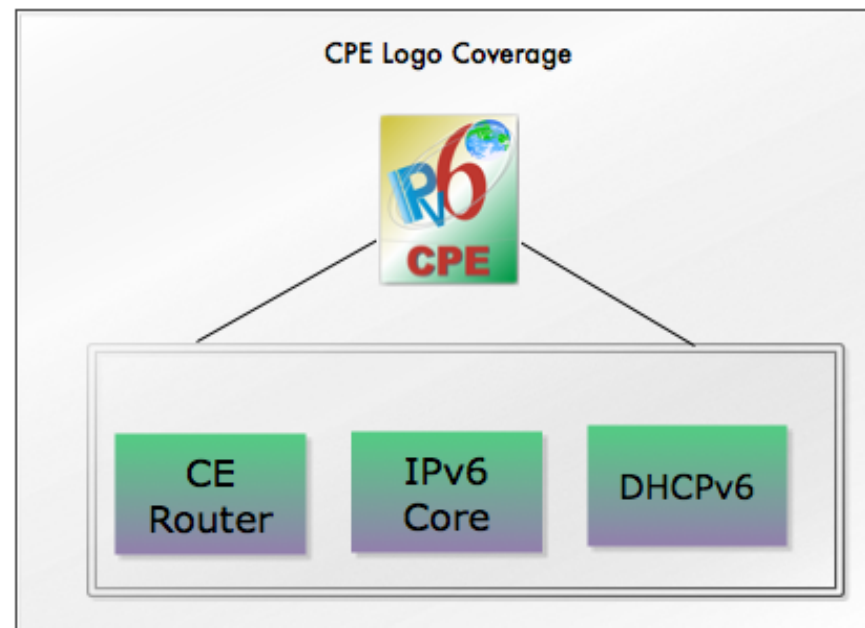 CPE Logo Coverage
IPv6
CPE
CE
Router
IPv6
Core
DHCPv6